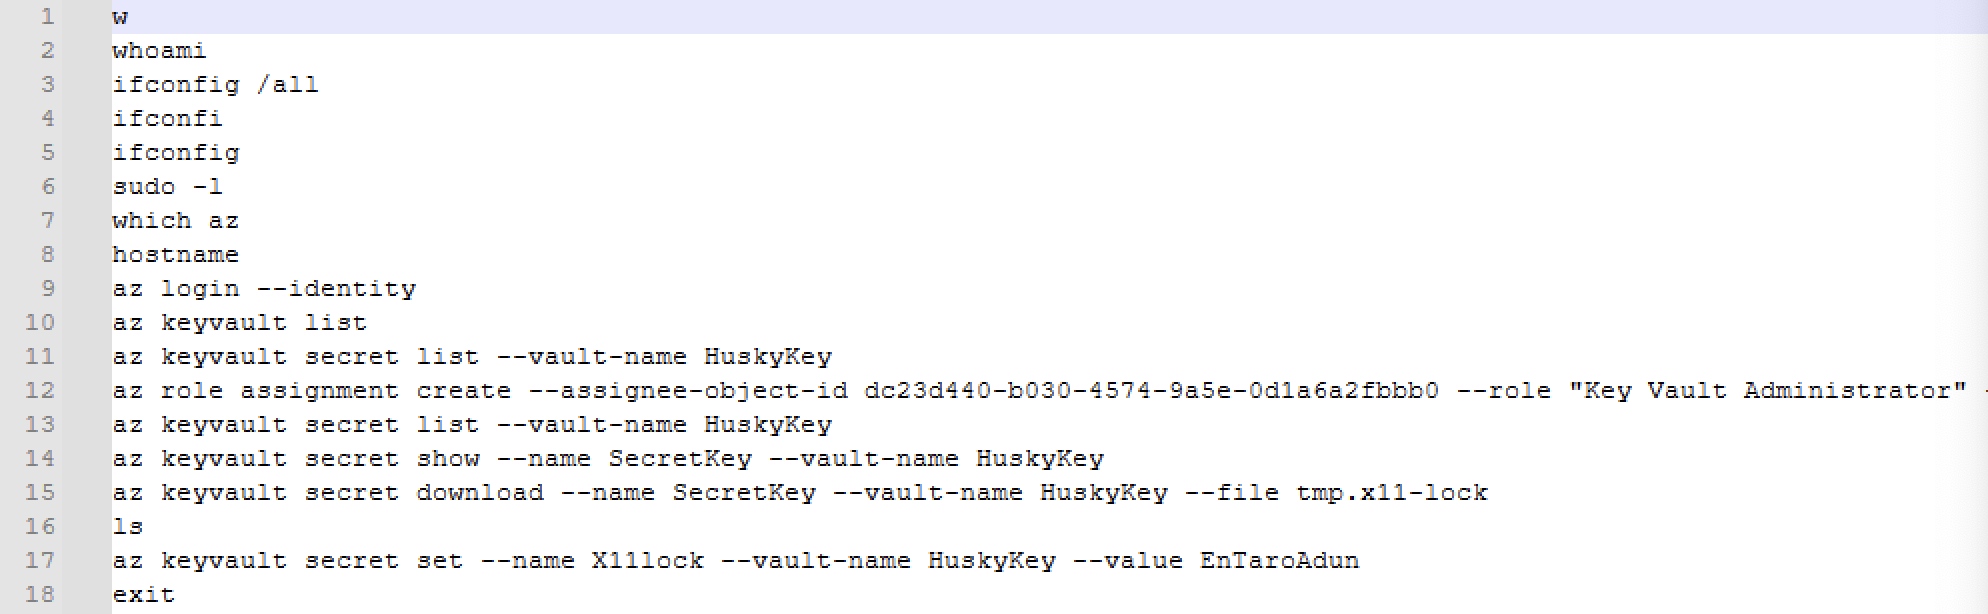 1 w
2 whoami
3 ifconfig /all
4 ifconfi
5 ifconfig
6 sudo -l
7 which az
8 hostname
9 az login --identity
10 az keyvault list
11 az keyvault secret list --vault-name HuskyKey
12 az role assignment create --assignee-object-id dc23d440-b030-4574-9a5e-0d1a6a2fbbb0 --role "Key Vault Administrator" -
13 az keyvault secret list --vault-name HuskyKey
14 az keyvault secret show --name SecretKey --vault-name HuskyKey
15 az keyvault secret download --name SecretKey --vault-name HuskyKey --file tmp.x11-lock
16 ls
17 az keyvault secret set --name X11lock --vault-name HuskyKey --value EnTaroAdun
18 exit